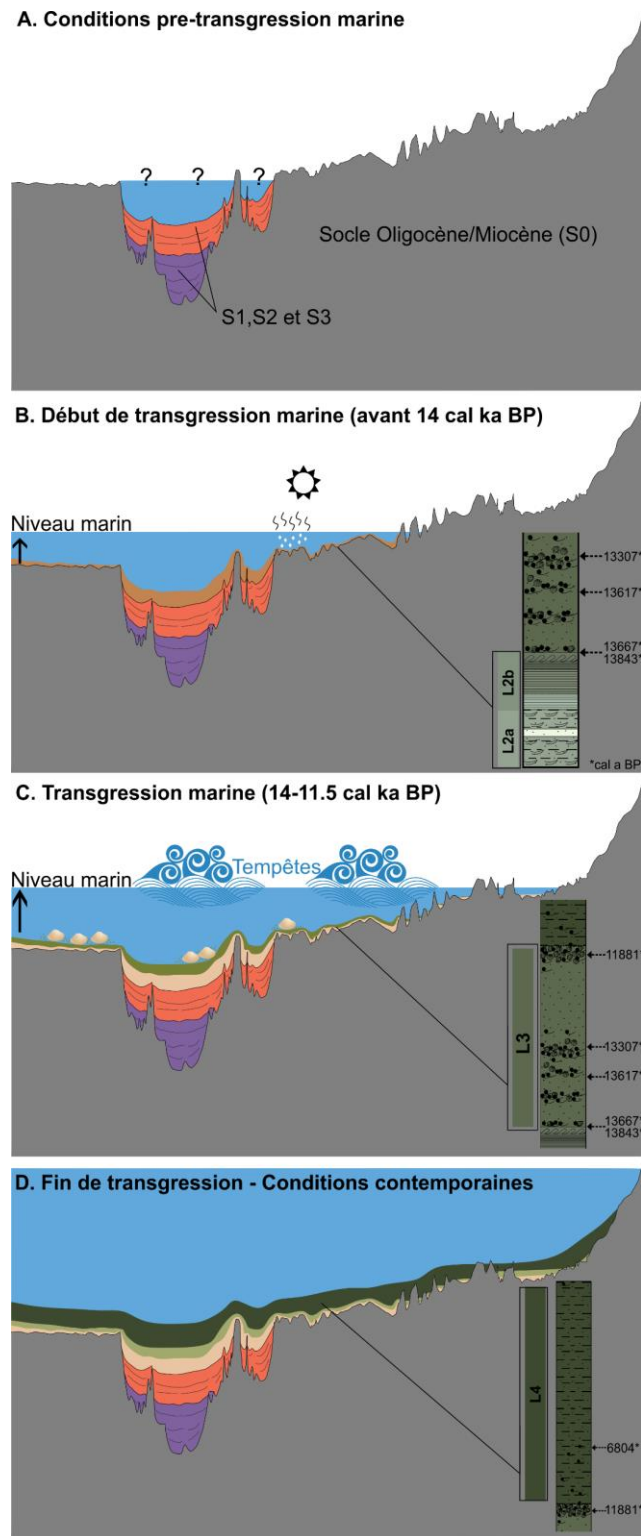 A. Conditions pre-transgression marine
? ? ?
Socle Oligocène/Miocène (S0)
S1,S2 et S3
B. Début de transgression marine (avant 14 cal ka BP)
Niveau marin
13307*
13617*
13667*
13843*
L2b
L2a
*cal a BP
C. Transgression marine (14-11.5 cal ka BP)
Tempêtes
Niveau marin
11881*
L3
13307*
13617*
13667*
13843*
D. Fin de transgression - Conditions contemporaines
L4
6804*
11881*